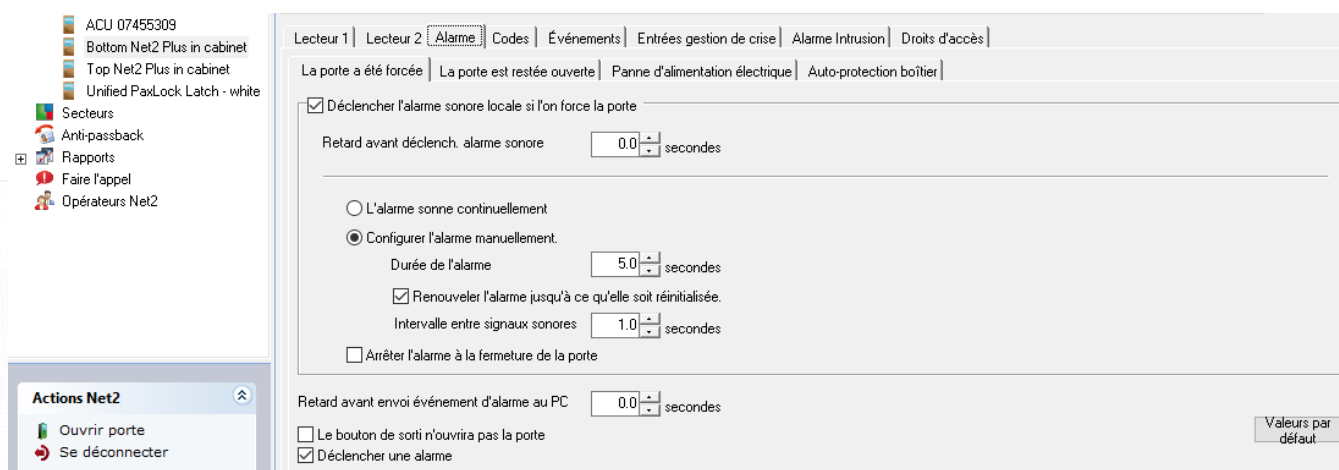 ACU 07455309
Bottom Net2 Plus in cabinet
Top Net2 Plus in cabinet
Unified PaxLock Latch - white
Secteurs
Anti-passback
Rapports
Faire l'appel
Opérateurs Net2
Actions Net2
Ouvrir porte
Se déconnecter
Lecteur 1 Lecteur 2 Alarme Codes Événements Entrées gestion de crise Alarme Intrusion Droits d'accès
La porte a été forcée La porte est restée ouverte Panne d'alimentation électrique Auto-protection boîtier
Déclencher l'alarme sonore locale si l'on force la porte
Retard avant déclench. alarme sonore 0.0 secondes
L'alarme sonne continuellement
Configurer l'alarme manuellement.
Durée de l'alarme 5.0 secondes
Renouveler l'alarme jusqu'à ce qu'elle soit réinitialisée.
Intervalle entre signaux sonores 1.0 secondes
Arrêter l'alarme à la fermeture de la porte
Retard avant envoi événement d'alarme au PC 0.0 secondes
Le bouton de sorti n'ouvrira pas la porte
Déclencher une alarme
Valeurs par
défaut